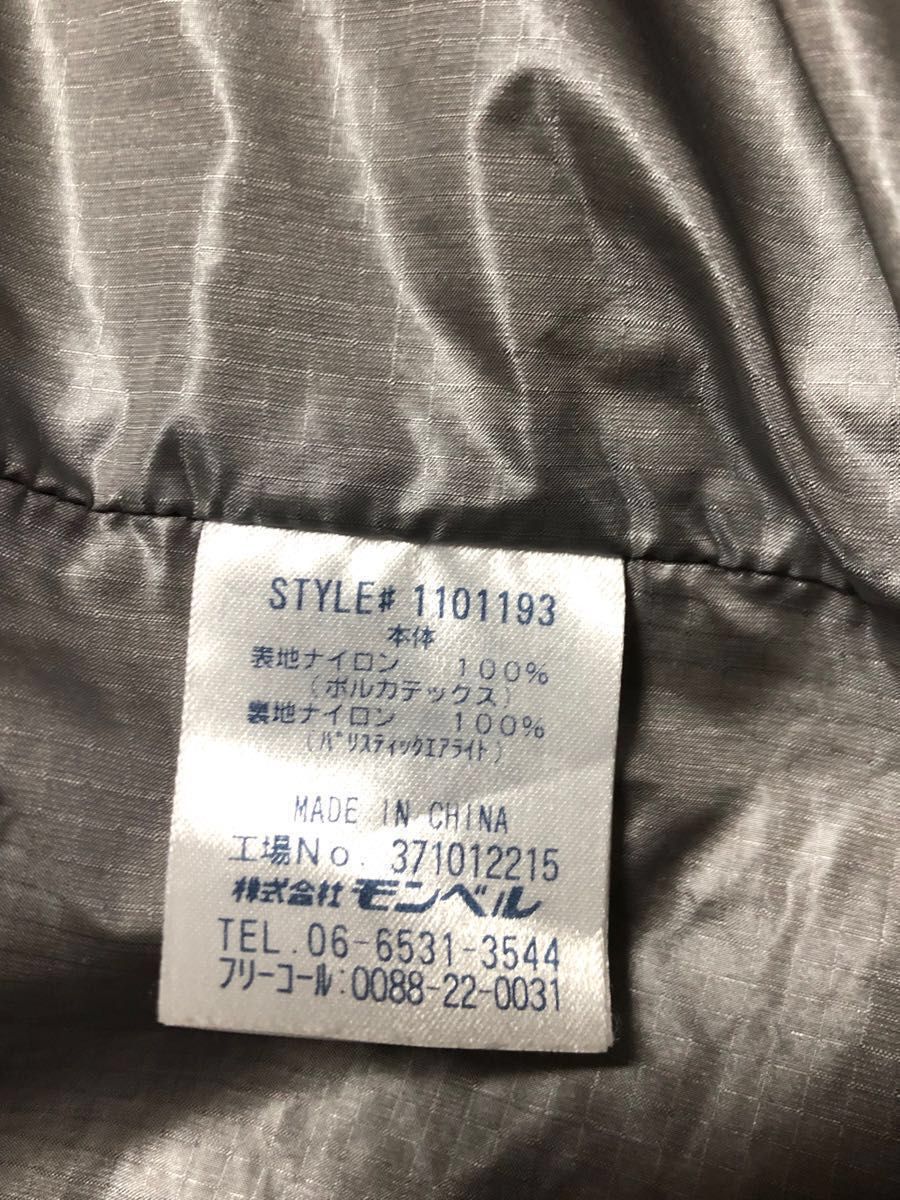 STYLE# 1101193
本体
表地ナイロン 100%
(ポルカテックス)
裏地ナイロン 100%
(バリスティックエアライト)
MADE IN CHINA
工場No. 371012215
株式会社モンベル
TEL.06-6531-3544
フリーコール:0088-22-0031